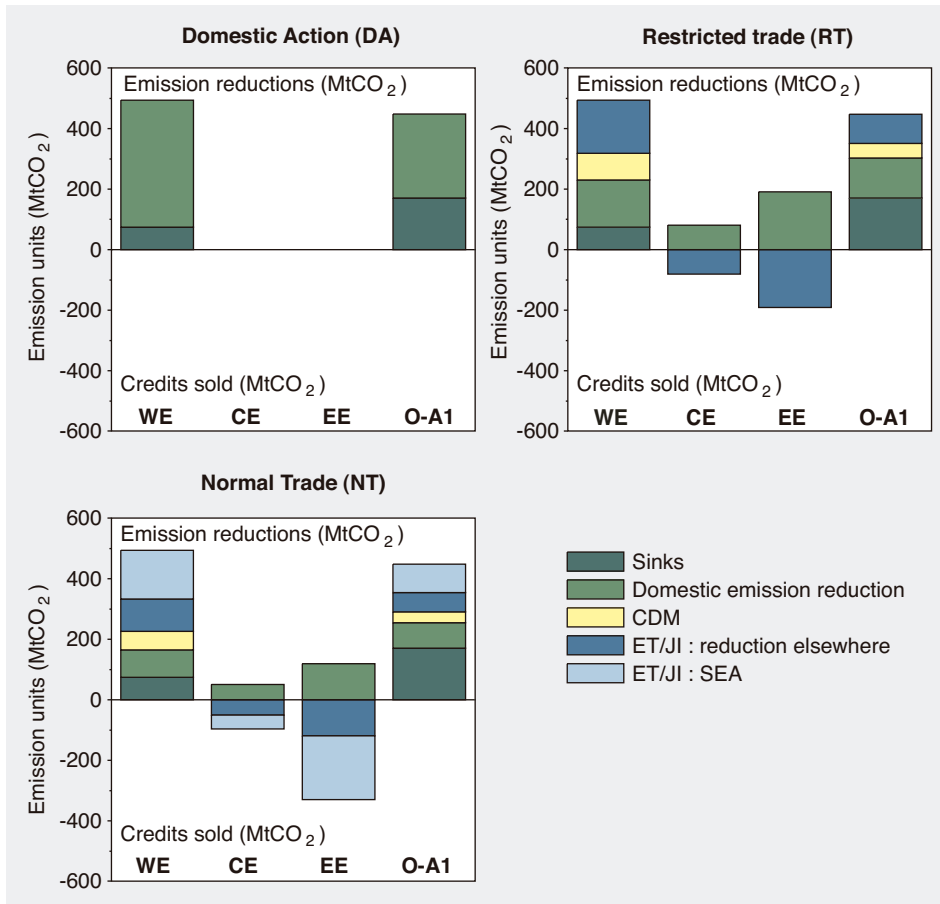 Domestic Action (DA)
600
400
200
0
-200
-400
-600
Emission units (MtCO2)
Emission reductions (MtCO2)
Credits sold (MtCO2)
WE CE EE O-A1
Restricted trade (RT)
600
400
200
0
-200
-400
-600
Emission units (MtCO2)
Emission reductions (MtCO2)
Credits sold (MtCO2)
WE CE EE O-A1
Normal Trade (NT)
600
400
200
0
-200
-400
-600
Emission units (MtCO2)
Emission reductions (MtCO2)
Credits sold (MtCO2)
WE CE EE O-A1
Sinks
Domestic emission reduction
CDM
ET/JI : reduction elsewhere
ET/JI : SEA